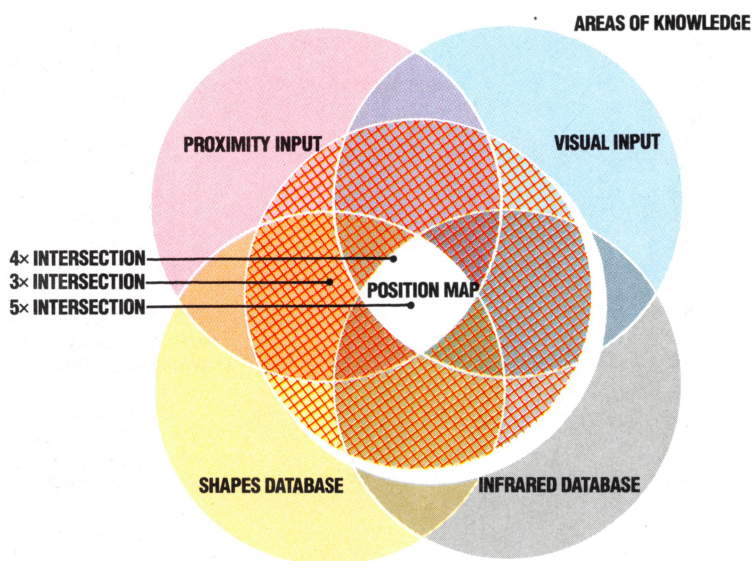 AREAS OF KNOWLEDGE
PROXIMITY INPUT
VISUAL INPUT
4× INTERSECTION
3× INTERSECTION
5× INTERSECTION
POSITION MAP
SHAPES DATABASE
INFRARED DATABASE